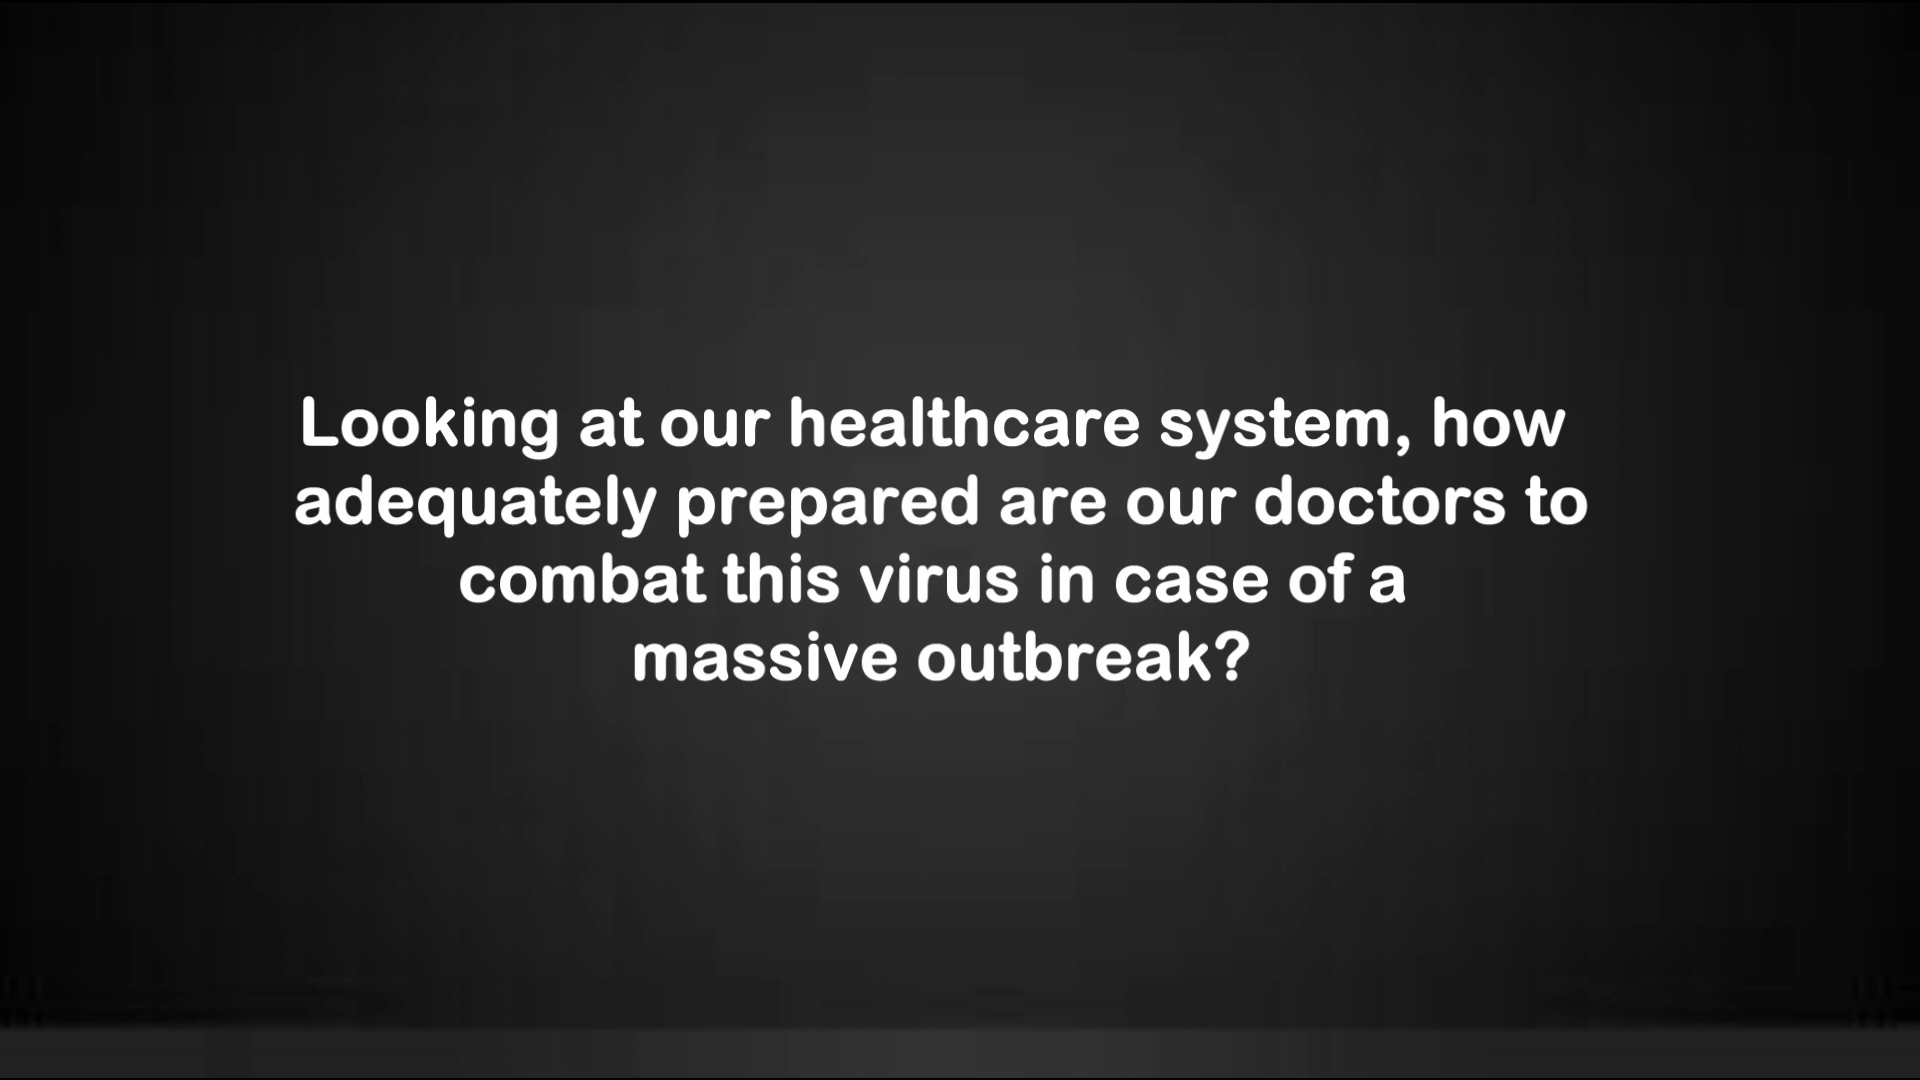 Looking at our healthcare system, how
adequately prepared are our doctors to
combat this virus in case of a
massive outbreak?